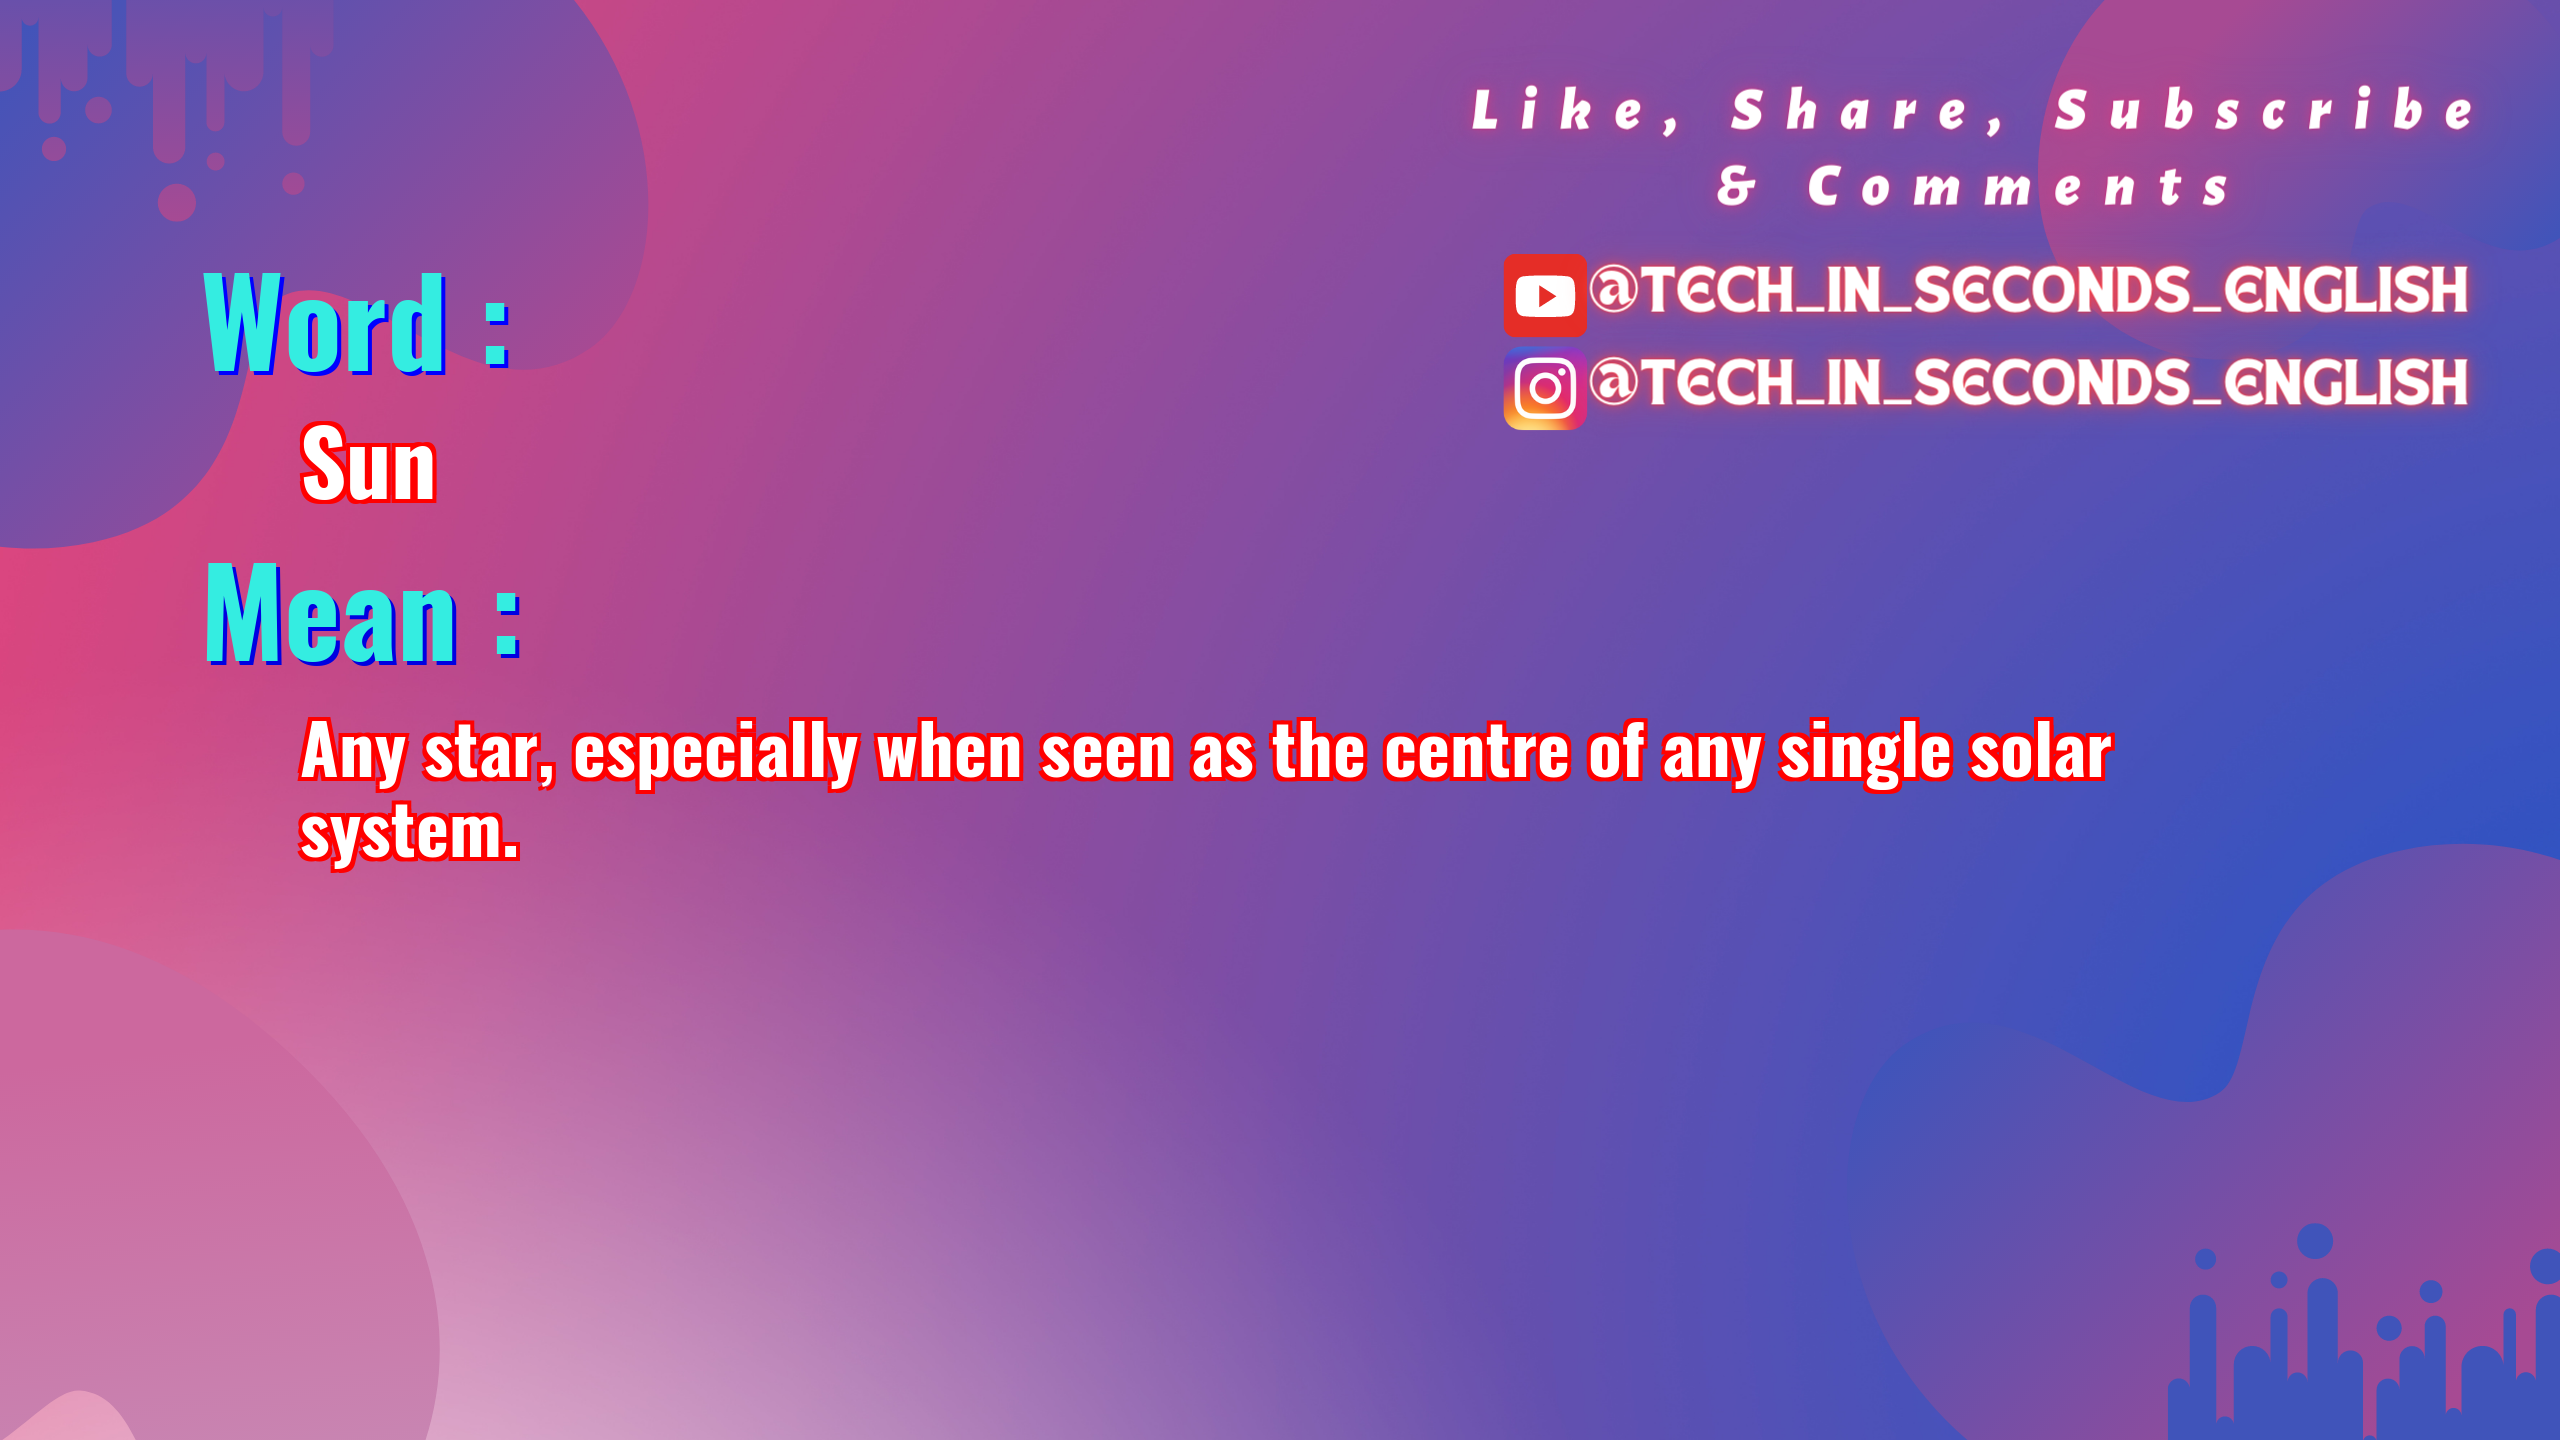 Like, Share, Subscribe
& Comments
@TECH_IN_SECONDS_ENGLISH
@TECH_IN_SECONDS_ENGLISH
Word :
Sun
Mean :
Any star, especially when seen as the centre of any single solar
system.